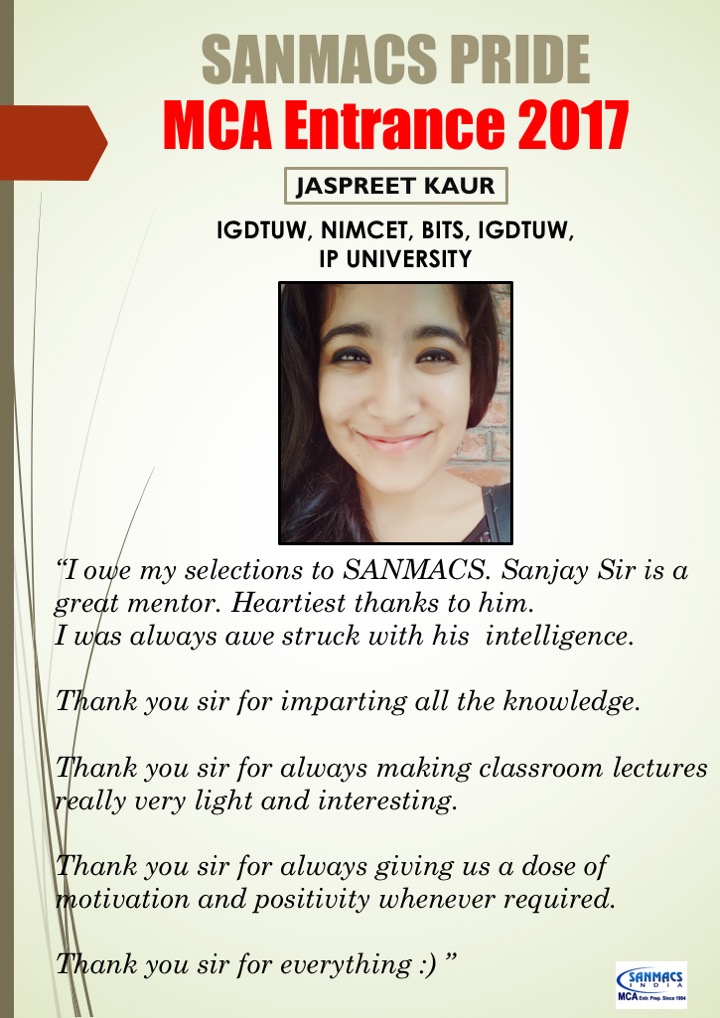 SANMACS PRIDE
MCA Entrance 2017
JASPREET KAUR
IGDTUW, NIMCET, BITS, IGDTUW,
IP UNIVERSITY
“I owe my selections to SANMACS. Sanjay Sir is a
great mentor. Heartiest thanks to him.
I was always awe struck with his intelligence.
Thank you sir for imparting all the knowledge.
Thank you sir for always making classroom lectures
really very light and interesting.
Thank you sir for always giving us a dose of
motivation and positivity whenever required.
Thank you sir for everything :) ”
SANMACS
INDIA
MCA Entr. Prep. Since 1994